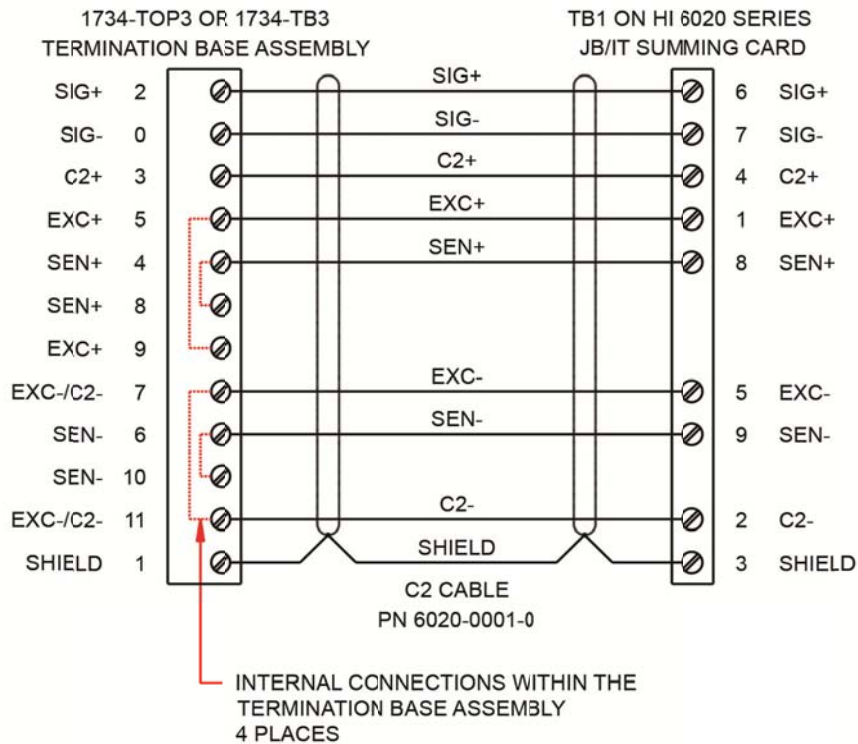 1734-TOP3 OR 1734-TB3
TERMINATION BASE ASSEMBLY
TB1 ON HI 6020 SERIES
JB/IT SUMMING CARD
SIG+ 2 SIG+ 6 SIG+
SIG- 0 SIG- 7 SIG-
C2+ 3 C2+ 4 C2+
EXC+ 5 EXC+ 1 EXC+
SEN+ 4 SEN+ 8 SEN+
SEN+ 8
EXC+ 9
EXC-/C2- 7 EXC- 5 EXC-
SEN- 6 SEN- 9 SEN-
SEN- 10
EXC-/C2- 11 C2- 2 C2-
SHIELD 1 SHIELD 3 SHIELD
C2 CABLE
PN 6020-0001-0
INTERNAL CONNECTIONS WITHIN THE
TERMINATION BASE ASSEMBLY
4 PLACES